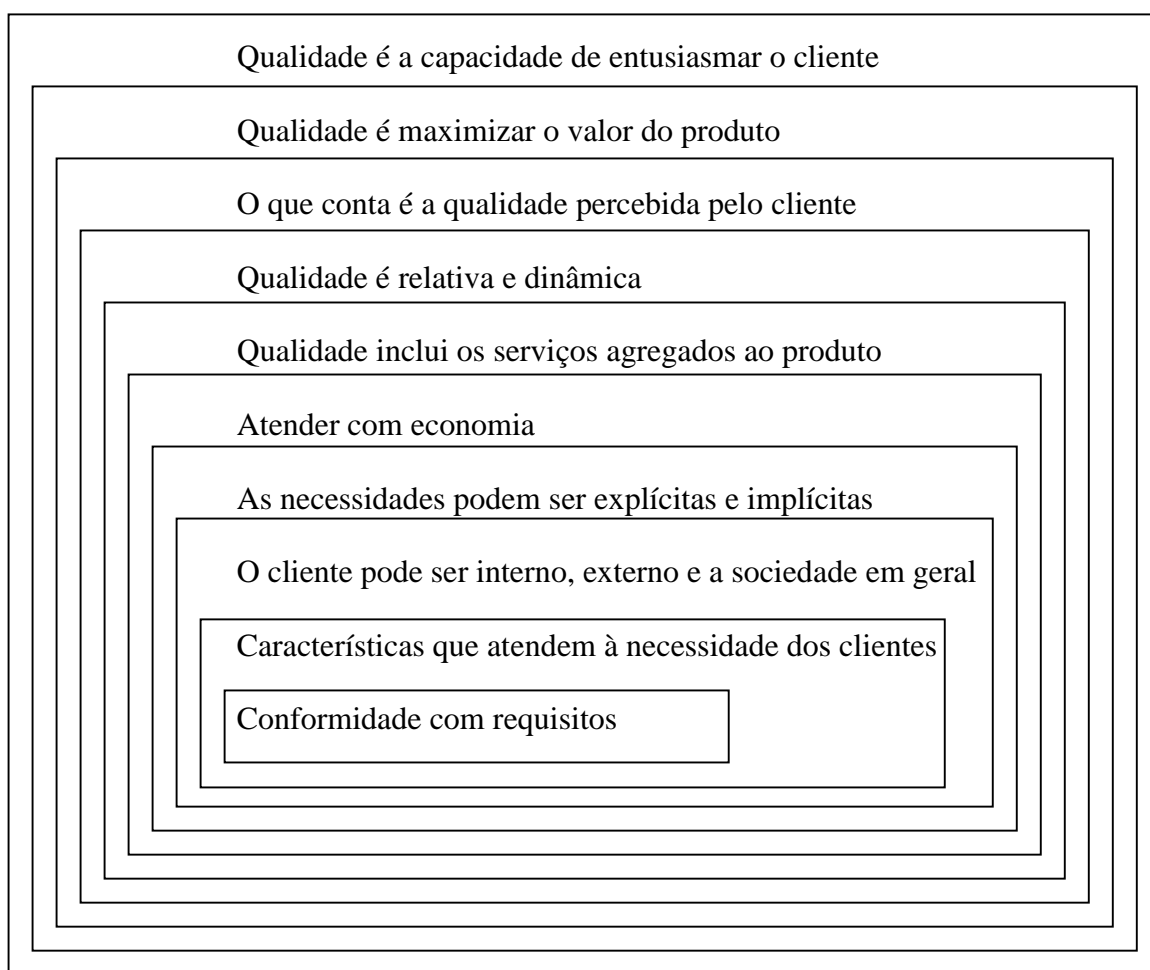 Qualidade é a capacidade de entusiasmar o cliente
Qualidade é maximizar o valor do produto
O que conta é a qualidade percebida pelo cliente
Qualidade é relativa e dinâmica
Qualidade inclui os serviços agregados ao produto
Atender com economia
As necessidades podem ser explícitas e implícitas
O cliente pode ser interno, externo e a sociedade em geral
Características que atendem à necessidade dos clientes
Conformidade com requisitos